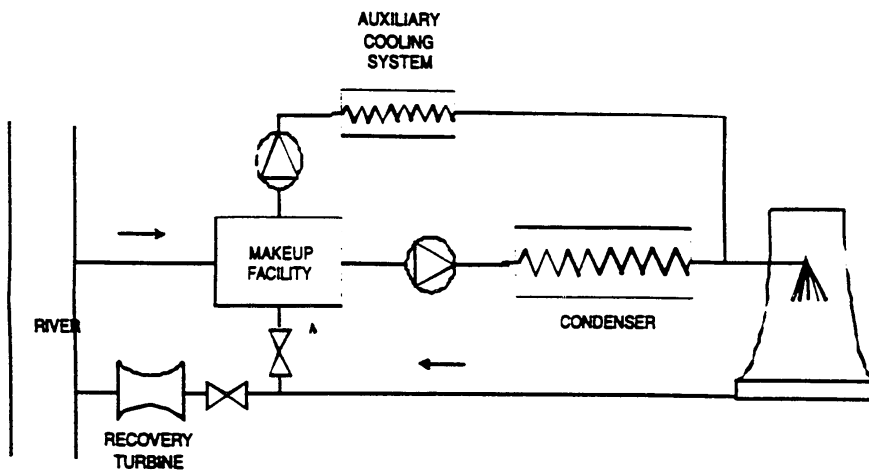 AUXILIARY
COOLING
SYSTEM
MAKEUP
FACILITY
A
CONDENSER
RIVER
RECOVERY
TURBINE